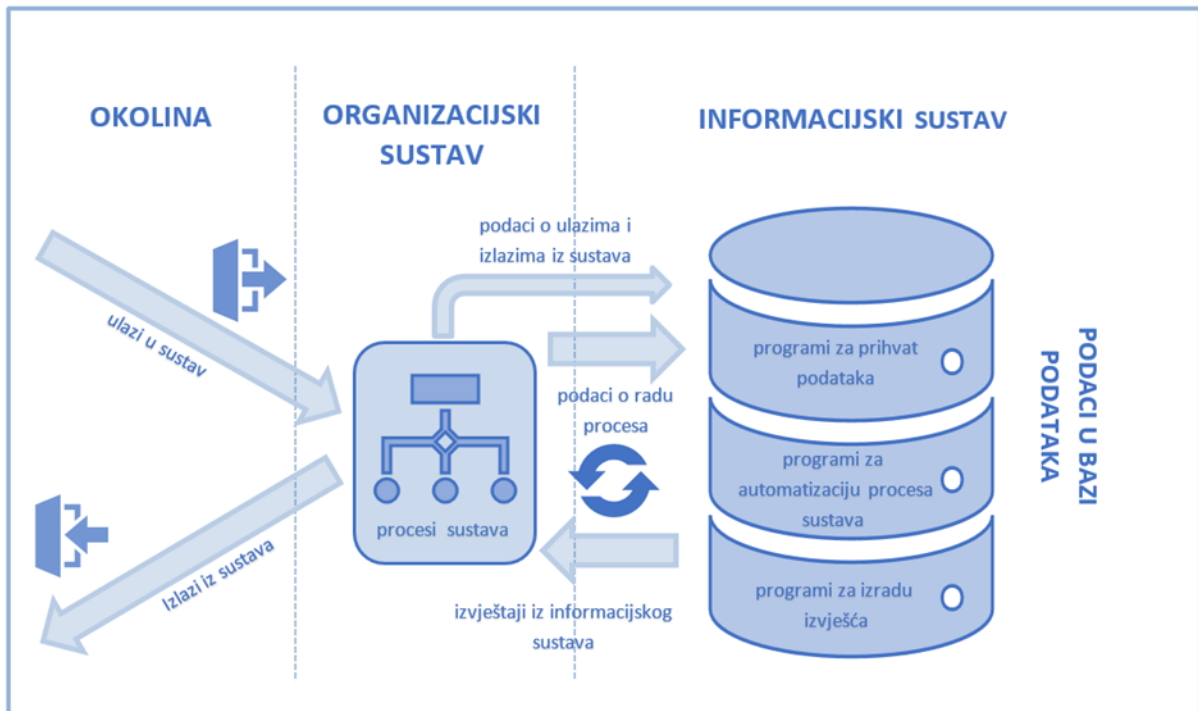 OKOLINA
ORGANIZACIJSKI
SUSTAV
INFORMACIJSKI SUSTAV
podaci o ulazima i
izlazima iz sustava
ulazi u sustav
programi za prihvat
podataka
podaci o radu
procesa
PODACI U BAZI
PODATAKA
programi za
automatizaciju procesa
sustava
procesi sustava
Izlazi iz sustava
programi za izradu
izvješća
izvještaji iz informacijskog
sustava